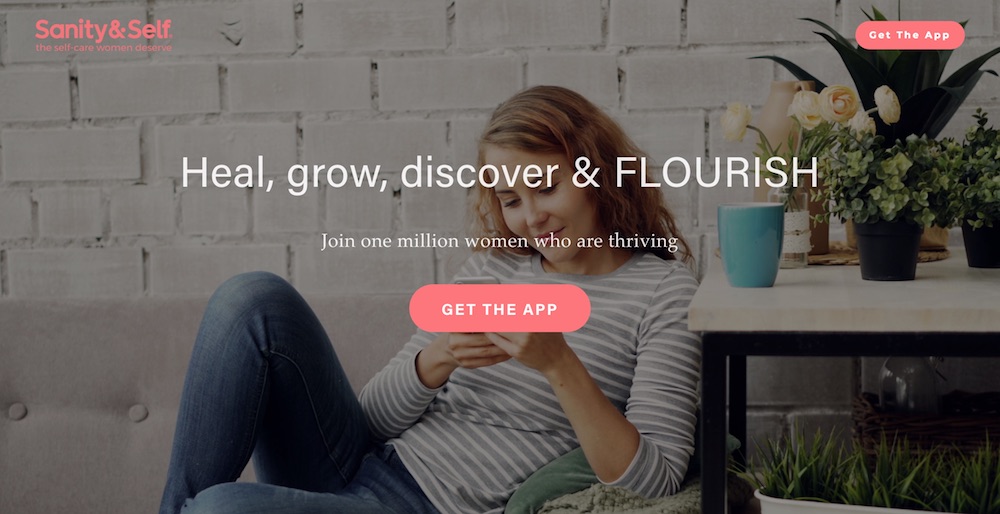 Sanity&Self
the self-care women deserve
Get The App
Heal, grow, discover & FLOURISH
Join one million women who are thriving
GET THE APP